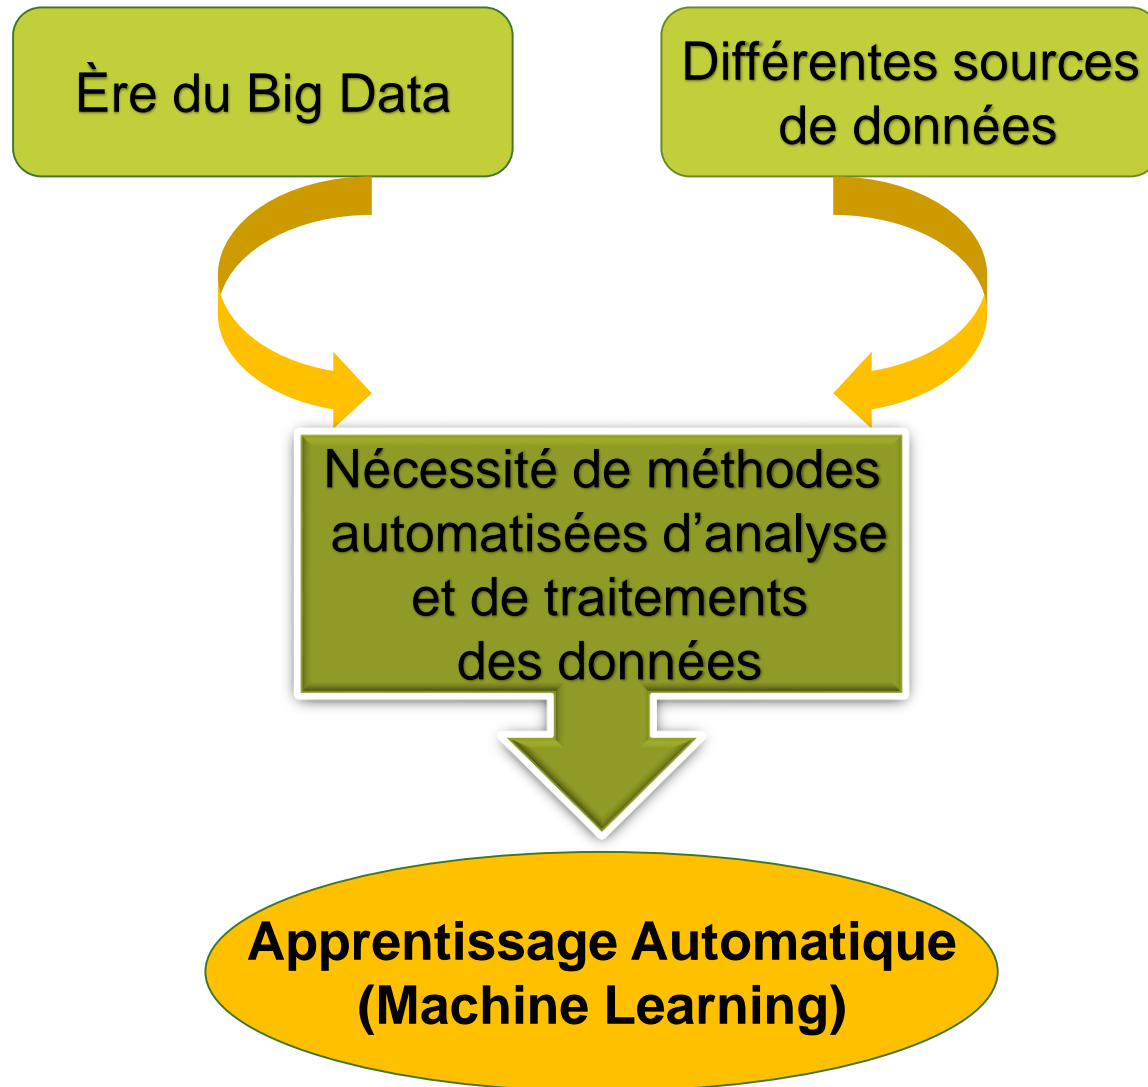 Ère du Big Data
Différentes sources
de données
Nécessité de méthodes
automatisées d’analyse
et de traitements
des données
Apprentissage Automatique
(Machine Learning)